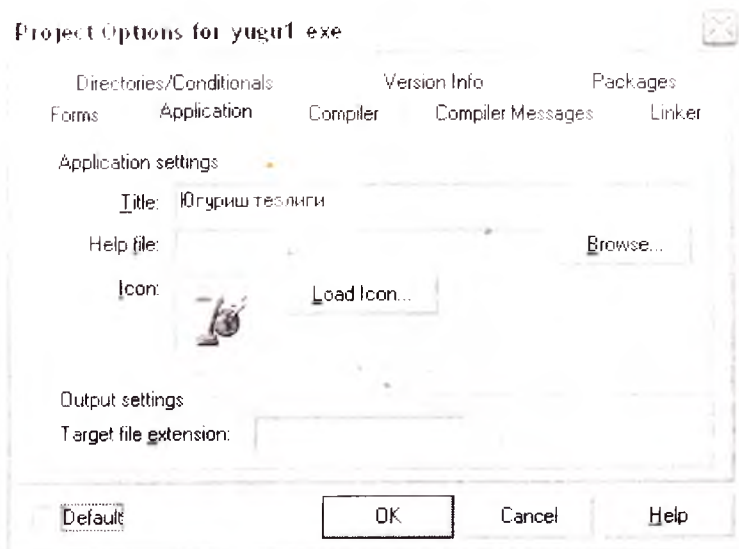 Project Options for yugur1 exe
Directories/Conditionals Version Info Packages
Forms Application Compiler Compiler Messages Linker
Application settings
Title: Югуриш тезлиги
Help file: Browse...
Icon: Load Icon...
Output settings
Target file extension:
Default OK Cancel Help